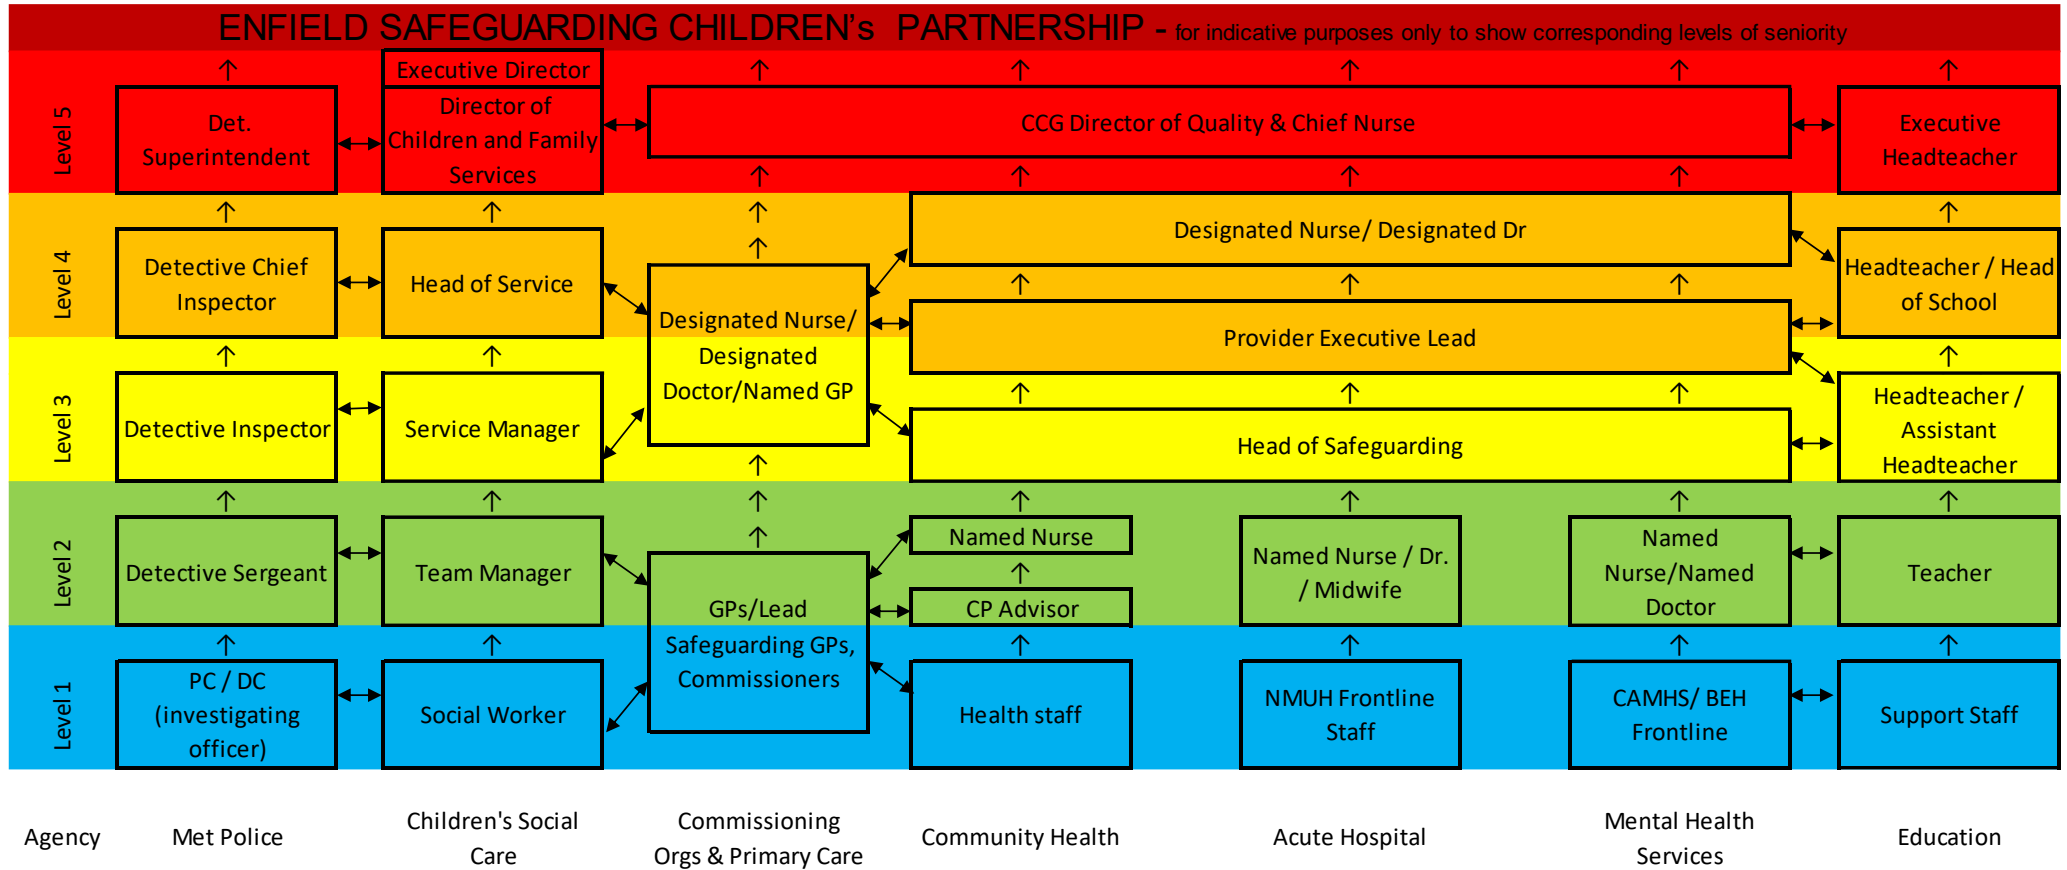 ENFIELD SAFEGUARDING CHILDREN's PARTNERSHIP - for indicative purposes only to show corresponding levels of seniority
Level 5
Det.
Superintendent
Executive Director
Director of
Children and Family
Services
CCG Director of Quality & Chief Nurse
Executive
Headteacher
Level 4
Detective Chief
Inspector
Head of Service
Designated Nurse/
Designated
Doctor/Named GP
Designated Nurse/ Designated Dr
Provider Executive Lead
Headteacher / Head
of School
Level 3
Detective Inspector
Service Manager
Head of Safeguarding
Headteacher /
Assistant
Headteacher
Level 2
Detective Sergeant
Team Manager
GPs/Lead
Safeguarding GPs,
Commissioners
Named Nurse
CP Advisor
Named Nurse / Dr.
/ Midwife
Named
Nurse/Named
Doctor
Teacher
Level 1
PC / DC
(investigating
officer)
Social Worker
Health staff
NMUH Frontline
Staff
CAMHS/ BEH
Frontline
Support Staff
Agency
Met Police
Children's Social
Care
Commissioning
Orgs & Primary Care
Community Health
Acute Hospital
Mental Health
Services
Education